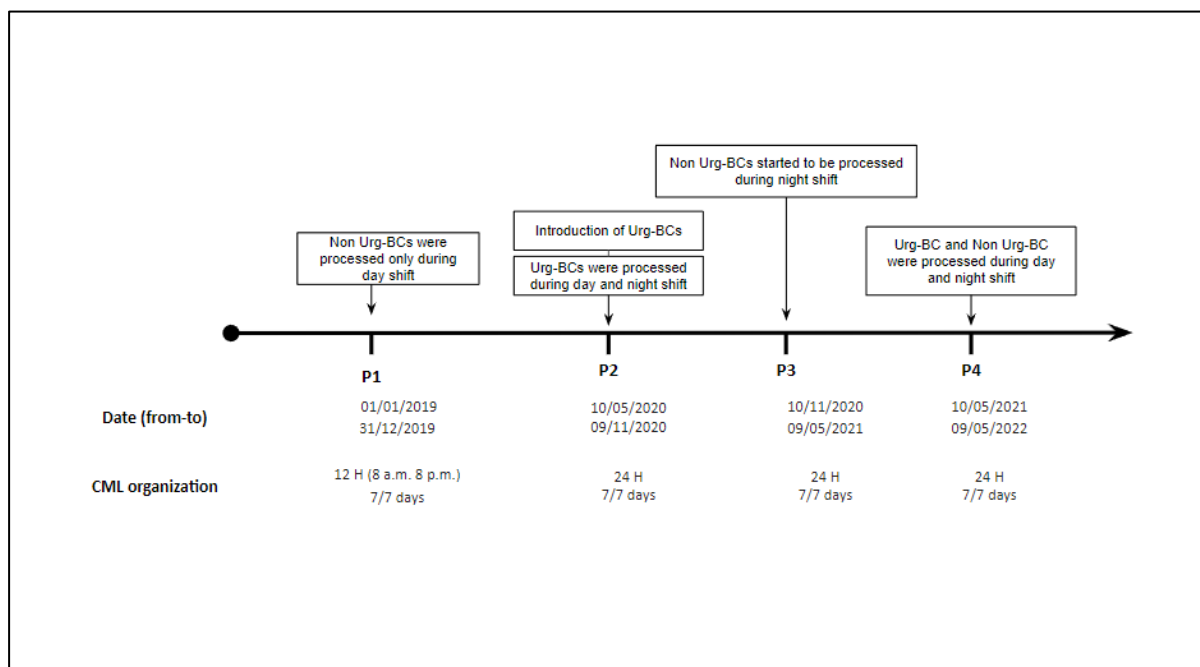 Non Urg-BCs started to be processed
during night shift
Non Urg-BCs were
processed only during
day shift
Introduction of Urg-BCs
Urg-BCs were processed
during day and night shift
Urg-BC and Non Urg-BC
were processed during day
and night shift
P1 P2 P3 P4
Date (from-to)
01/01/2019 10/05/2020 10/11/2020 10/05/2021
31/12/2019 09/11/2020 09/05/2021 09/05/2022
CML organization
12 H (8 a.m. 8 p.m.) 24 H 24 H 24 H
7/7 days 7/7 days 7/7 days 7/7 days